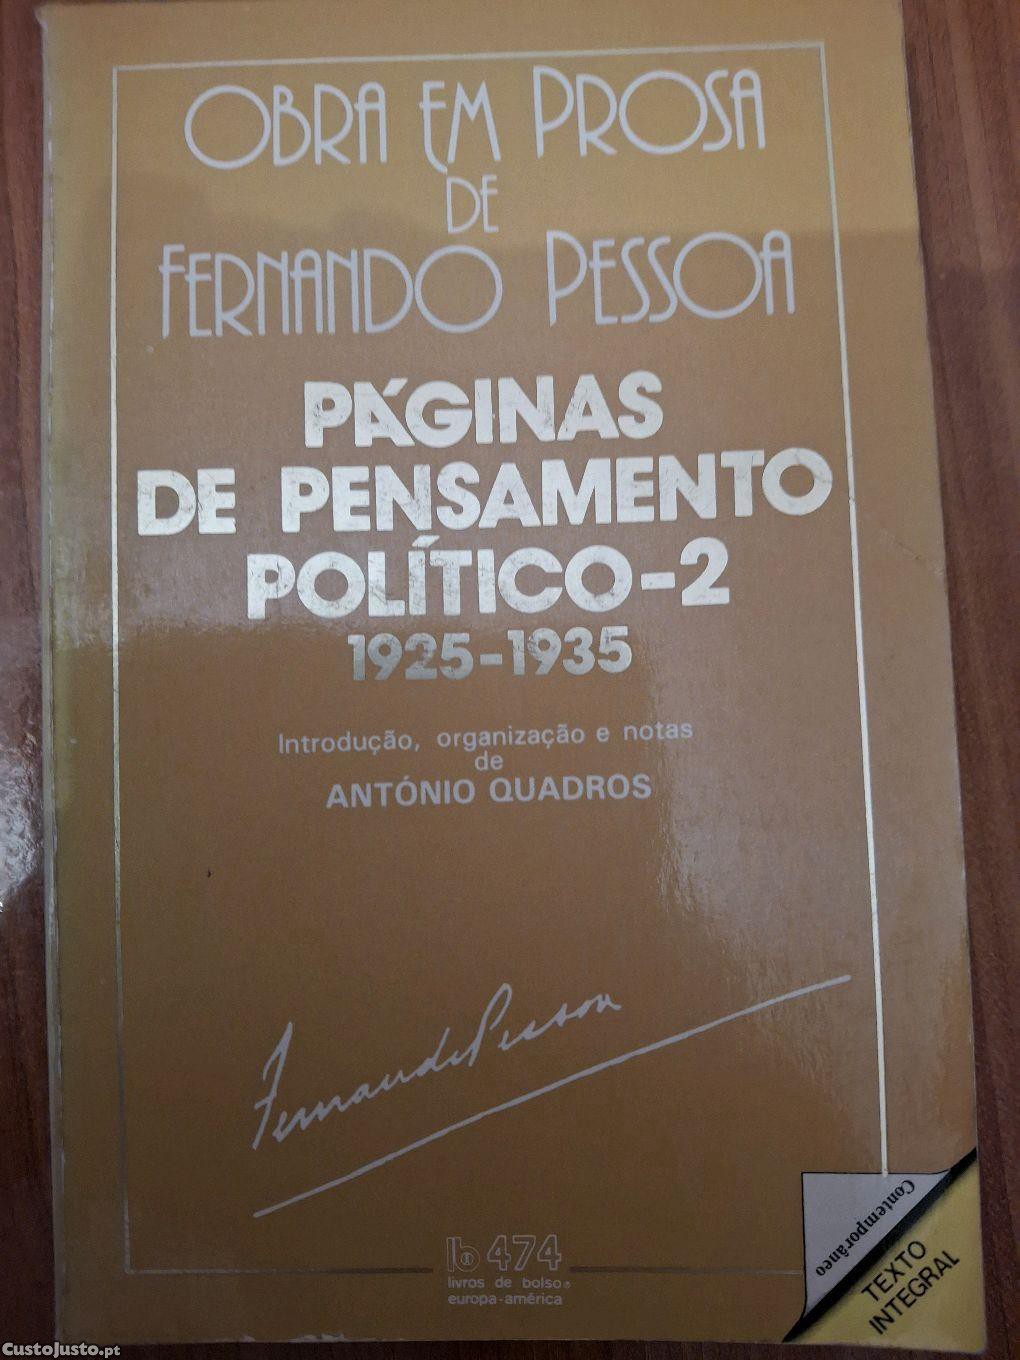 OBRA EM PROSA
DE
FERNANDO PESSOA
PÁGINAS
DE PENSAMENTO
POLÍTICO-2
1925-1935
Introdução, organização e notas
de
ANTÓNIO QUADROS
Fernando Pessoa
lb 474
livros de bolso®
europa-américa
Contemporâneo
TEXTO
INTEGRAL
CustoJusto.pt